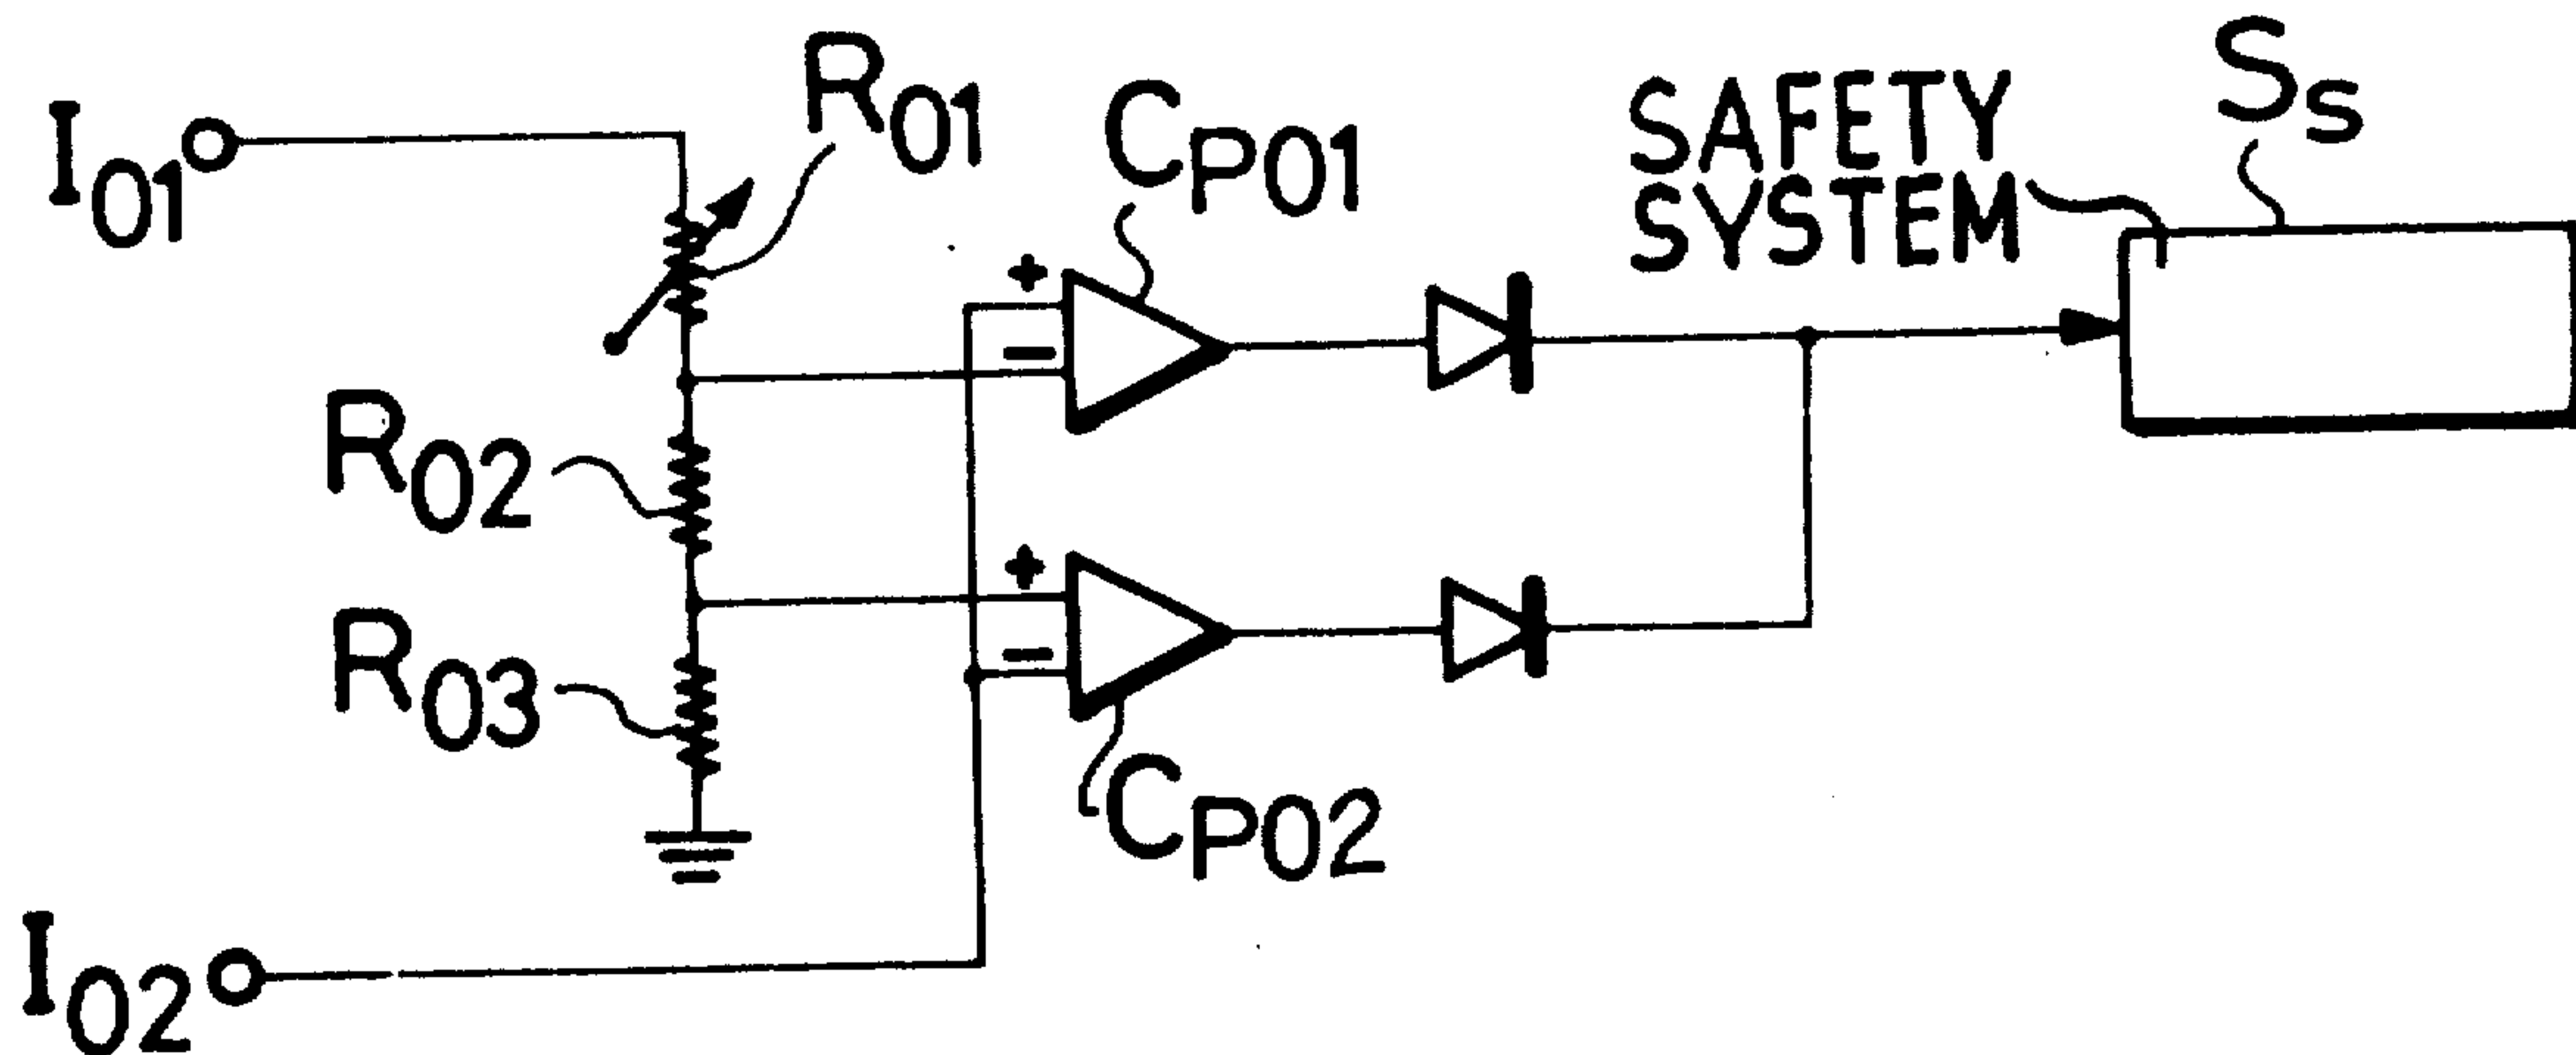 I01
R01
CP01
SAFETY
SYSTEM
SS
+
−
R02
+
−
R03
CP02
I02